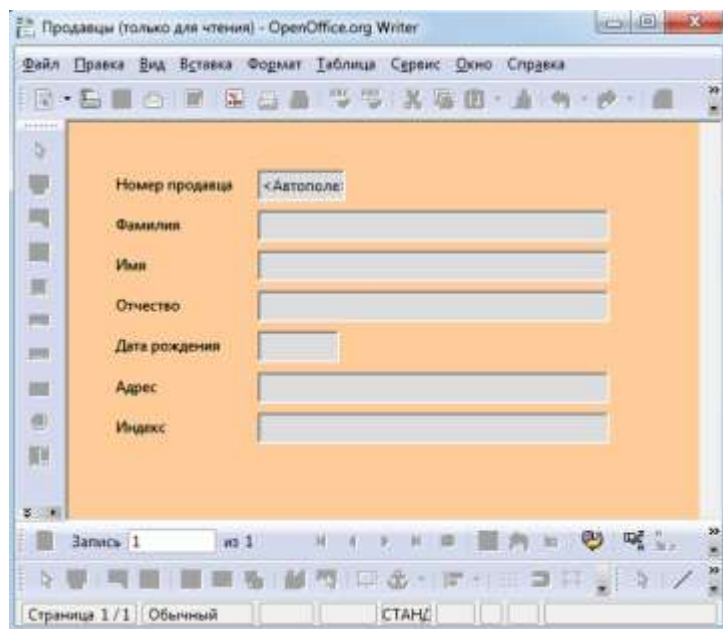 Продавцы (только для чтения) - OpenOffice.org Writer
Файл Правка Вид Вставка Формат Таблица Сервис Окно Справка
Номер продавца <Автополе:
Фамилия
Имя
Отчество
Дата рождения
Адрес
Индекс
Запись 1 из 1
Страница 1 / 1 Обычный СТАНД